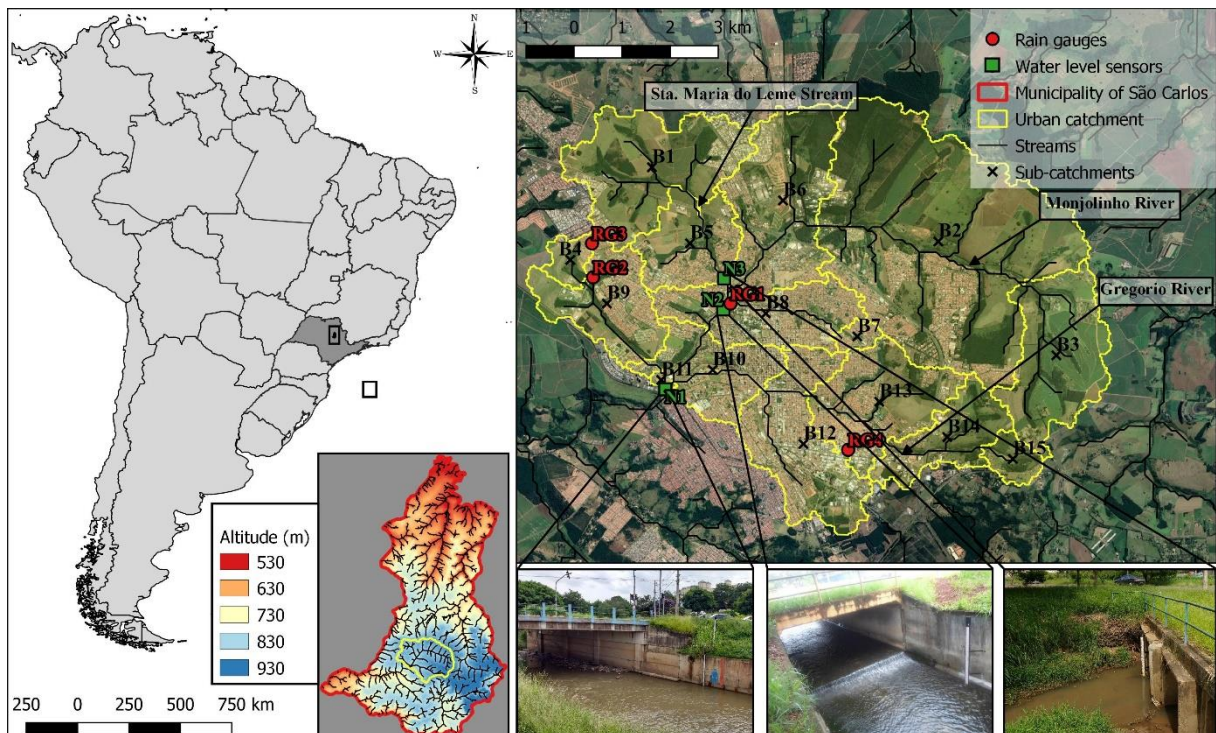 N
W
E
S
1 0 1 2 3 km
Rain gauges
Water level sensors
Municipality of São Carlos
Urban catchment
Streams
Sub-catchments
Sta. Maria do Leme Stream
Monjolinho River
Gregorio River
B1
B6
B2
RG3
B5
B4
RG2
N3
B9
N2
RG1
B8
B7
B3
B10
B11
N1
B13
B12
RG4
B14
B15
Altitude (m)
530
630
730
830
930
250 0 250 500 750 km